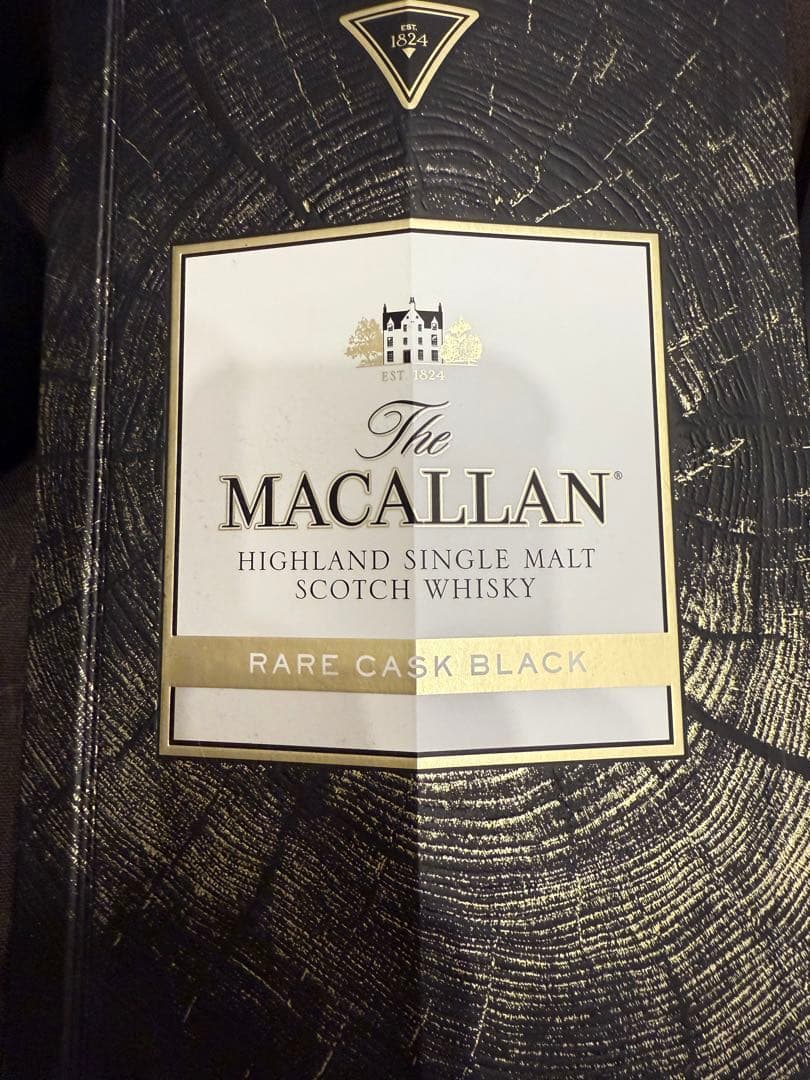 EST.
1824
EST. 1824
The
MACALLAN®
HIGHLAND SINGLE MALT
SCOTCH WHISKY
RARE CASK BLACK